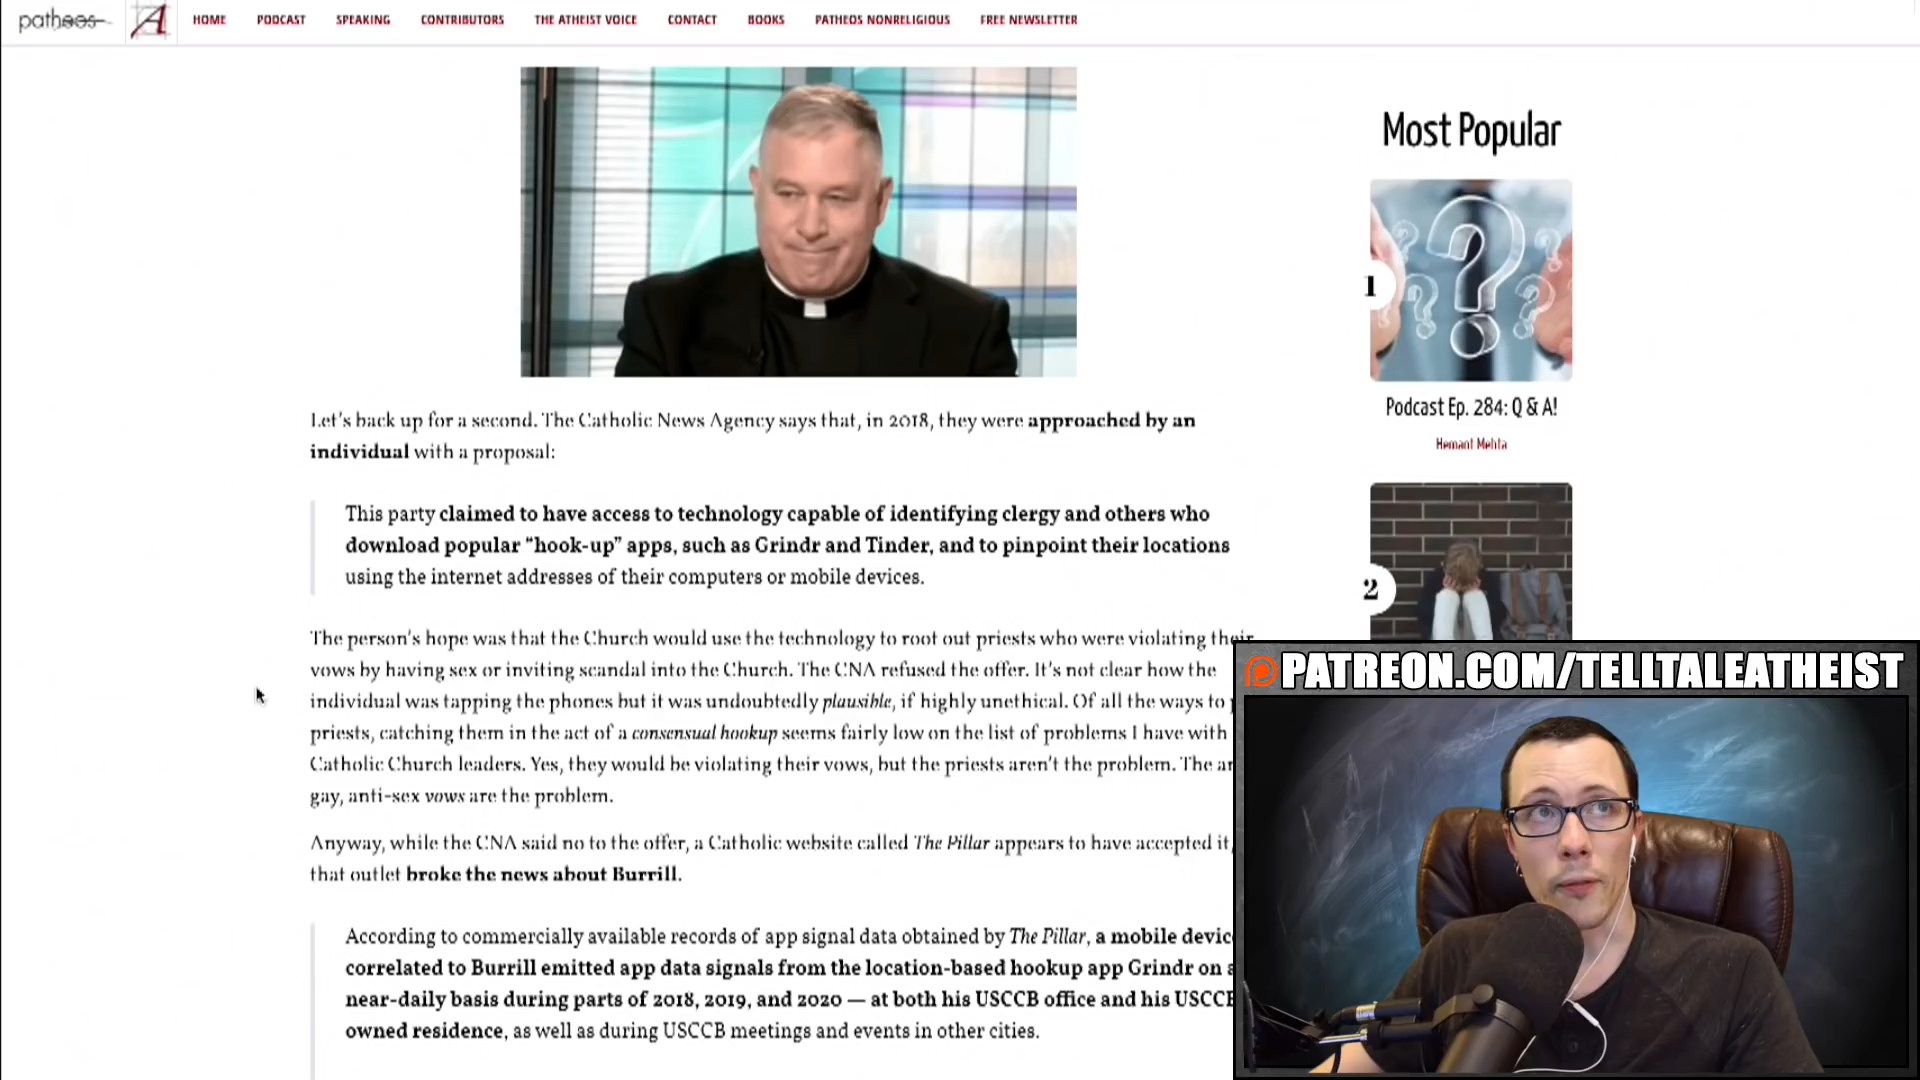 patheos
A
HOME PODCAST SPEAKING CONTRIBUTORS THE ATHEIST VOICE CONTACT BOOKS PATHEOS NONRELIGIOUS FREE NEWSLETTER
Let's back up for a second. The Catholic News Agency says that, in 2018, they were approached by an
individual with a proposal:
This party claimed to have access to technology capable of identifying clergy and others who
download popular "hook-up" apps, such as Grindr and Tinder, and to pinpoint their locations
using the internet addresses of their computers or mobile devices.
The person's hope was that the Church would use the technology to root out priests who were violating their
vows by having sex or inviting scandal into the Church. The CNA refused the offer. It's not clear how the
individual was tapping the phones but it was undoubtedly plausible, if highly unethical. Of all the ways to
priests, catching them in the act of a consensual hookup seems fairly low on the list of problems I have with
Catholic Church leaders. Yes, they would be violating their vows, but the priests aren't the problem. The
gay, anti-sex vows are the problem.
Anyway, while the CNA said no to the offer, a Catholic website called The Pillar appears to have accepted it,
that outlet broke the news about Burrill.
According to commercially available records of app signal data obtained by The Pillar, a mobile
correlated to Burrill emitted app data signals from the location-based hookup app Grindr on a
near-daily basis during parts of 2018, 2019, and 2020 — at both his USCCB office and his
owned residence, as well as during USCCB meetings and events in other cities.
Most Popular
1
Podcast Ep. 284: Q & A!
Hemant Mehta
2
PATREON.COM/TELLTALEATHEIST